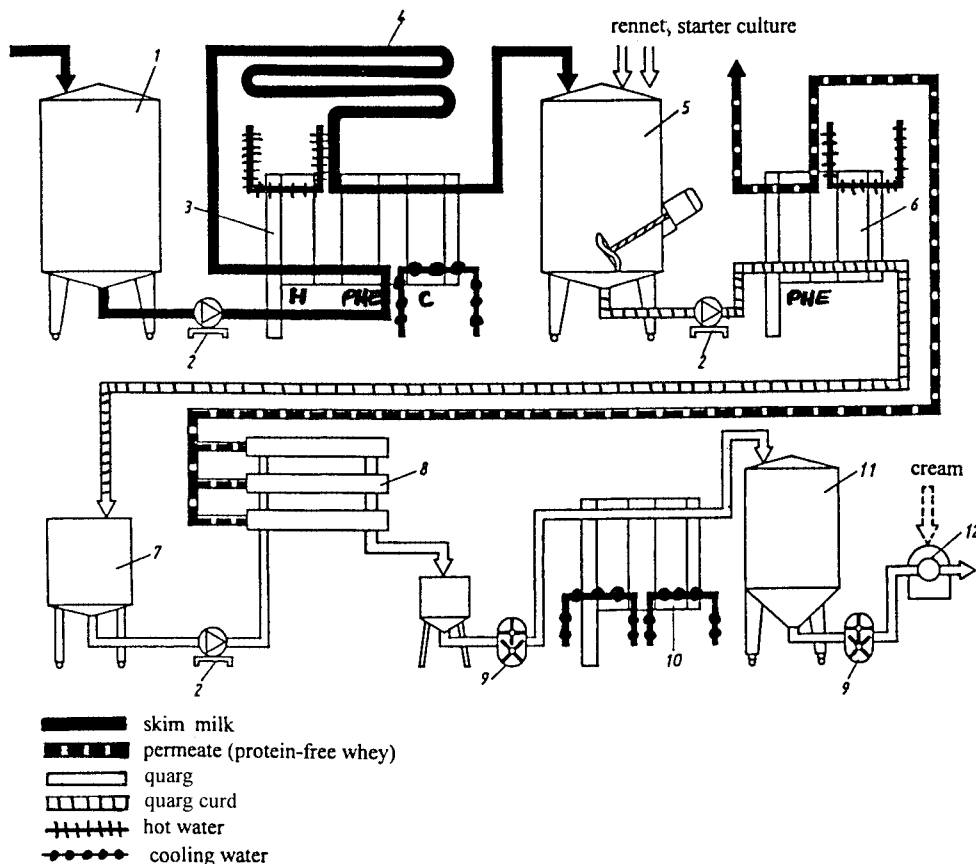 rennet, starter culture
4
1
5
3
6
H PHE C
PHE
2
2
8
7
11
cream
12
2
9
10
9
skim milk
permeate (protein-free whey)
quarg
quarg curd
hot water
cooling water